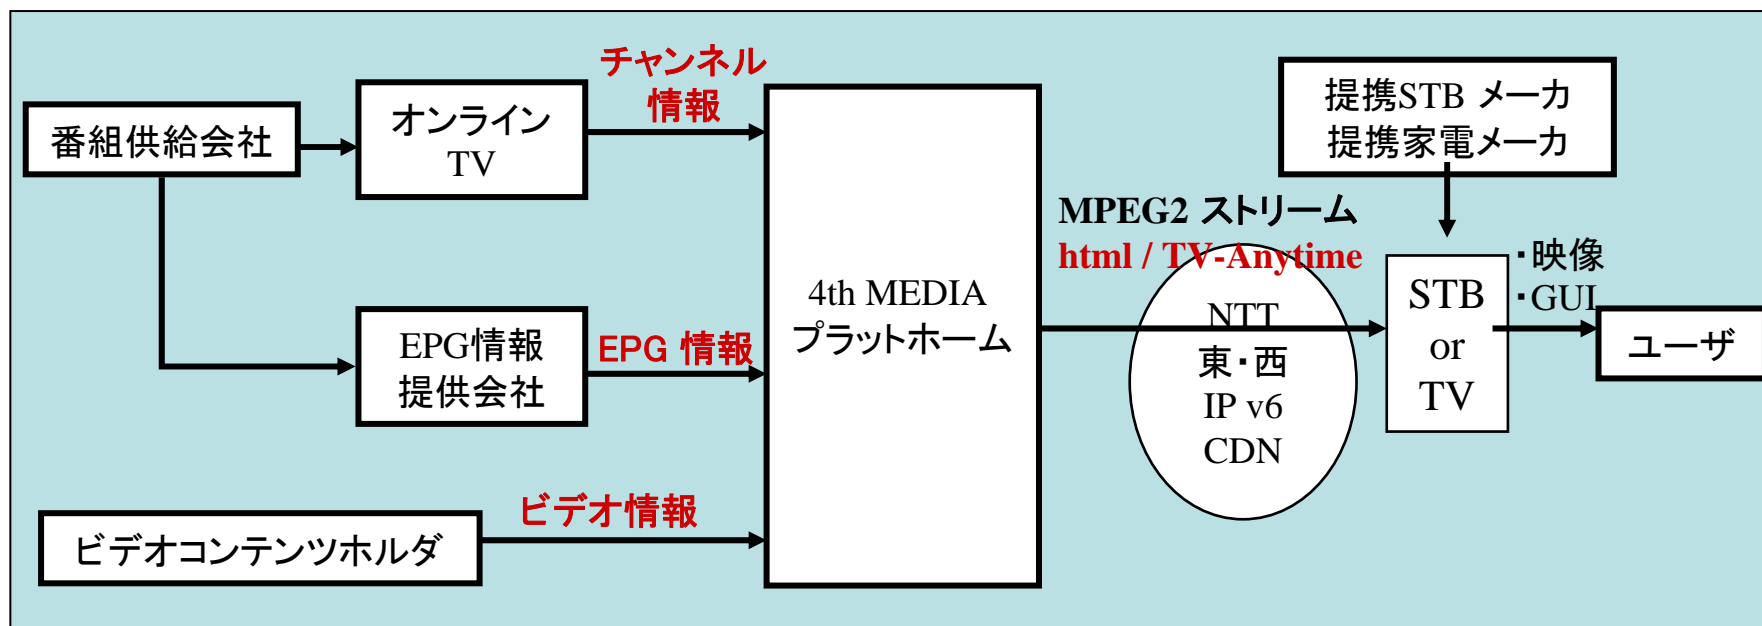 番組供給会社
オンライン
TV
チャンネル
情報
EPG情報
提供会社
EPG 情報
ビデオコンテンツホルダ
ビデオ情報
4th MEDIA
プラットホーム
MPEG2 ストリーム
html / TV-Anytime
NTT
東・西
IP v6
CDN
提携STB メーカ
提携家電メーカ
STB
or
TV
・映像
・GUI
ユーザ